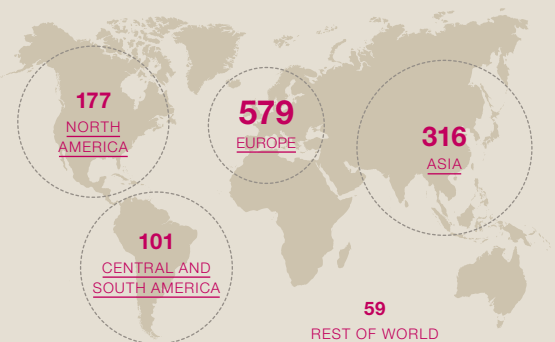 177
NORTH
AMERICA
579
EUROPE
316
ASIA
101
CENTRAL AND
SOUTH AMERICA
59
REST OF WORLD